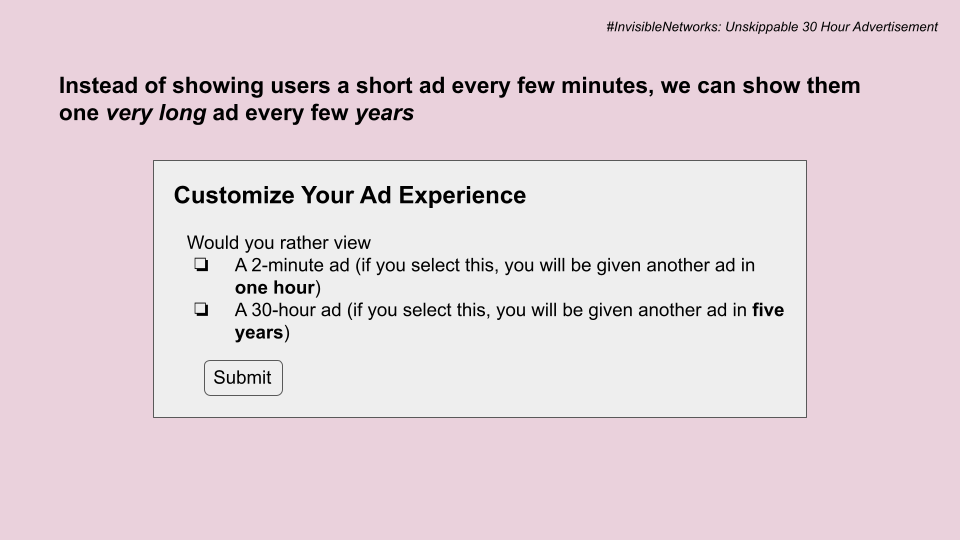 #InvisibleNetworks: Unskippable 30 Hour Advertisement
Instead of showing users a short ad every few minutes, we can show them
one very long ad every few years
Customize Your Ad Experience
Would you rather view
❏ A 2-minute ad (if you select this, you will be given another ad in
one hour)
❏ A 30-hour ad (if you select this, you will be given another ad in five
years)
Submit